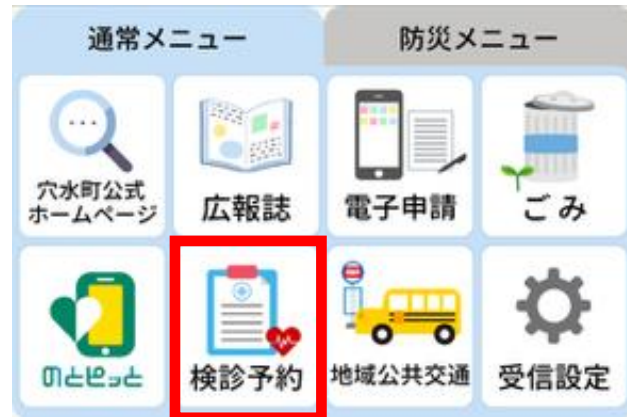 通常メニュー
防災メニュー
穴水町公式
ホームページ
広報誌
電子申請
ごみ
のとピっと
検診予約
地域公共交通
受信設定